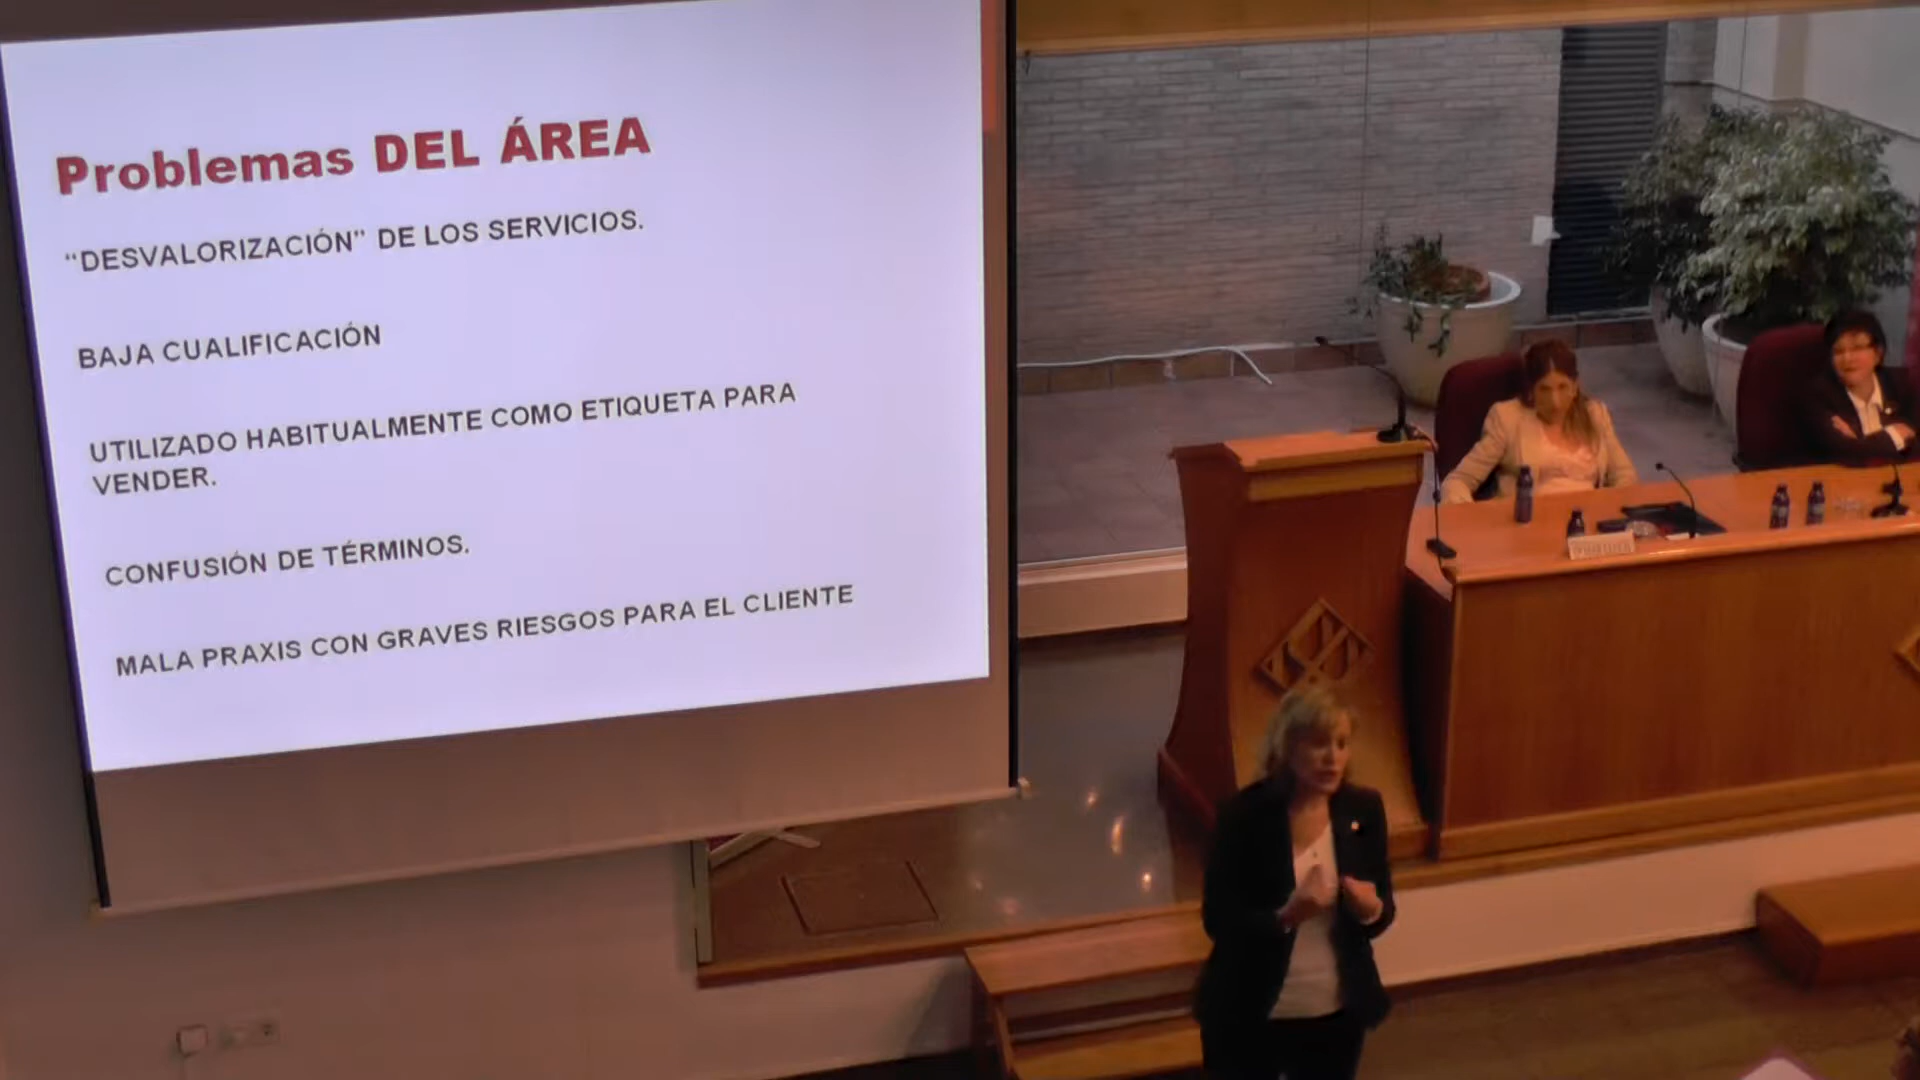 Problemas DEL ÁREA
“DESVALORIZACIÓN” DE LOS SERVICIOS.
BAJA CUALIFICACIÓN
UTILIZADO HABITUALMENTE COMO ETIQUETA PARA
VENDER.
CONFUSIÓN DE TÉRMINOS.
MALA PRAXIS CON GRAVES RIESGOS PARA EL CLIENTE